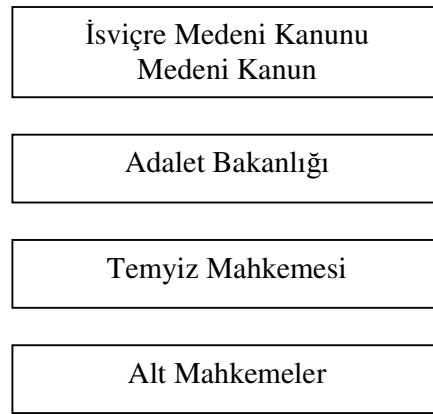 İsviçre Medeni Kanunu
Medeni Kanun
Adalet Bakanlığı
Temyiz Mahkemesi
Alt Mahkemeler